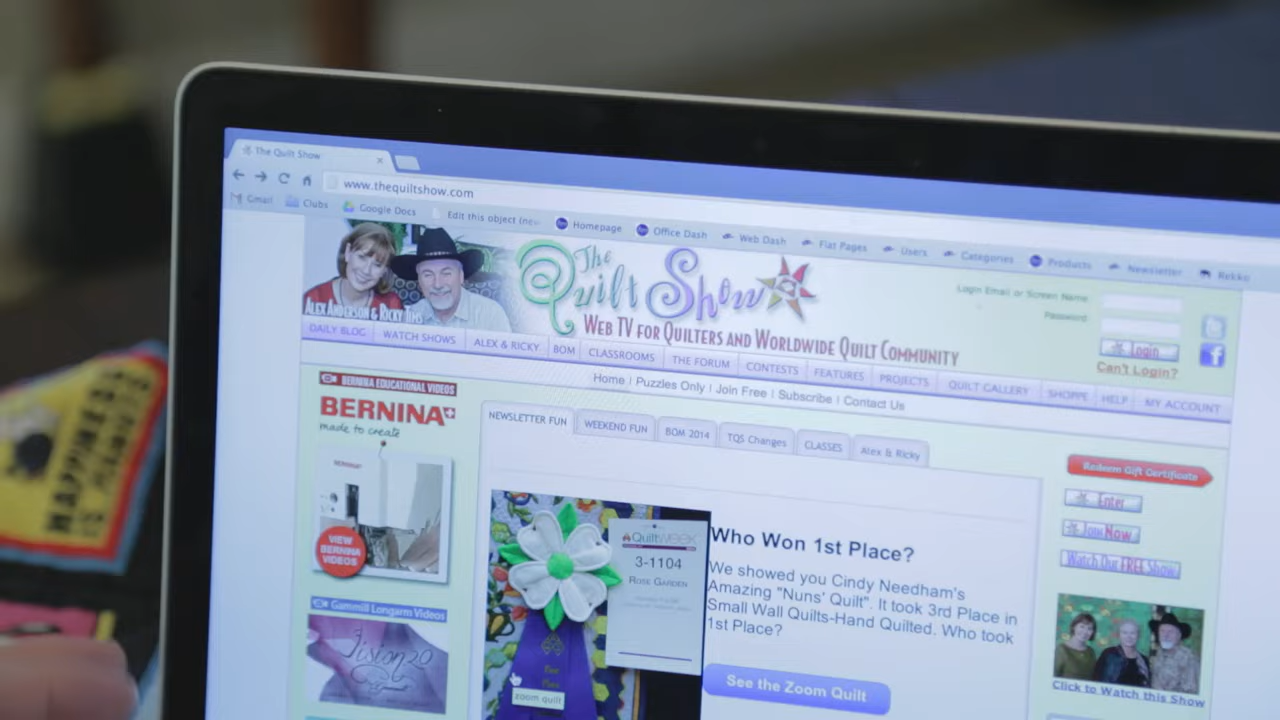 The Quilt Show
www.thequiltshow.com
Gmail Clubs Google Docs Edit this object (new Homepage Office Dash Web Dash Flat Pages Users Categories Products Newsletter Rekko
The Quilt Show
ALEX ANDERSON & RICKY TIMS
WEB TV FOR QUILTERS AND WORLDWIDE QUILT COMMUNITY
Login Email or Screen Name
Password
Login
Can't Login?
DAILY BLOG WATCH SHOWS ALEX & RICKY BOM CLASSROOMS THE FORUM CONTESTS FEATURES PROJECTS QUILT GALLERY SHOPPE HELP MY ACCOUNT
Home | Puzzles Only | Join Free | Subscribe | Contact Us
BERNINA EDUCATIONAL VIDEOS
BERNINA
made to create
VIEW
BERNINA
VIDEOS
Gammill Longarm Videos
Fusion
NEWSLETTER FUN WEEKEND FUN BOM 2014 TQS Changes CLASSES Alex & Ricky
QuiltWEEK
3-1104
ROSE GARDEN
zoom quilt
Who Won 1st Place?
We showed you Cindy Needham's
Amazing "Nuns' Quilt". It took 3rd Place in
Small Wall Quilts-Hand Quilted. Who took
1st Place?
See the Zoom Quilt
Redeem Gift Certificate
Enter
Join Now
Watch Our FREE Show
Click to Watch this Show
HAPPINESS
IS